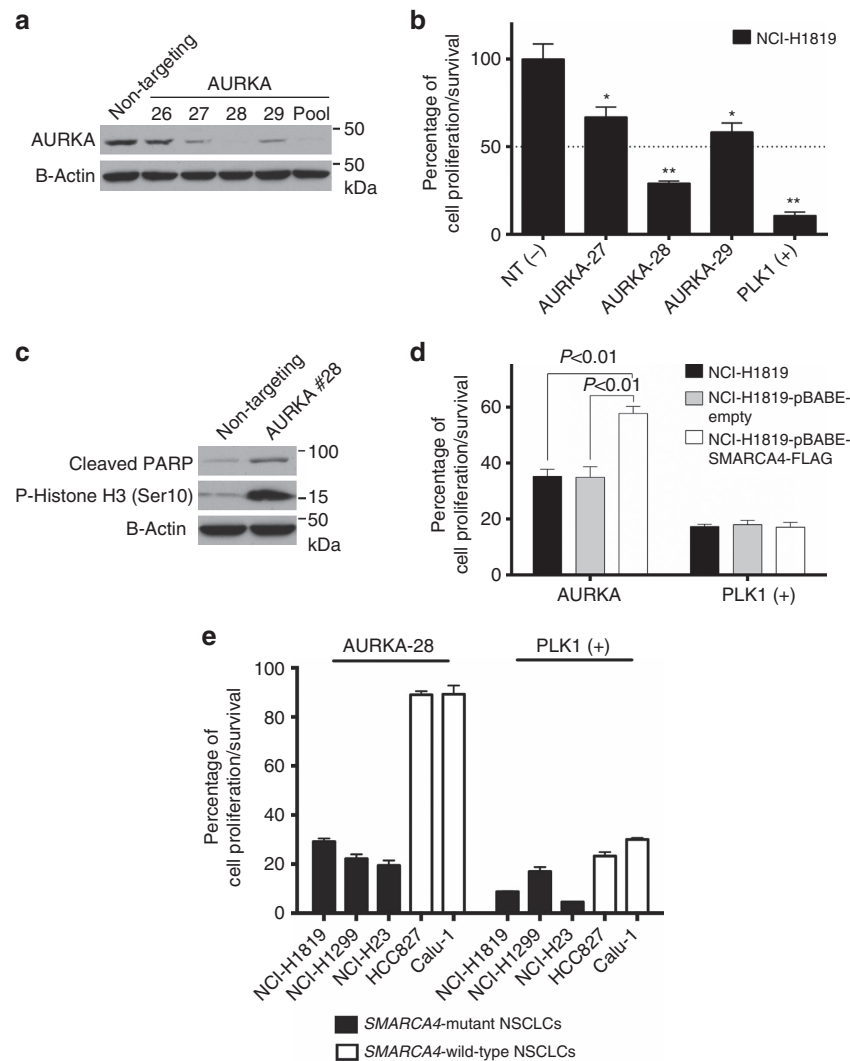 a
Non-targeting
AURKA
26 27 28 29 Pool
AURKA
50
B-Actin
50
kDa
b
Percentage of
cell proliferation/survival
100
50
0
NCI-H1819
*
**
*
**
NT (–)
AURKA-27
AURKA-28
AURKA-29
PLK1 (+)
c
Non-targeting
AURKA #28
Cleaved PARP
100
P-Histone H3 (Ser10)
15
B-Actin
50
kDa
d
Percentage of
cell proliferation/survival
60
40
20
0
P<0.01
P<0.01
NCI-H1819
NCI-H1819-pBABE-
empty
NCI-H1819-pBABE-
SMARCA4-FLAG
AURKA
PLK1 (+)
e
AURKA-28
PLK1 (+)
Percentage of
cell proliferation/survival
100
80
60
40
20
0
NCI-H1819
NCI-H1299
NCI-H23
HCC827
Calu-1
NCI-H1819
NCI-H1299
NCI-H23
HCC827
Calu-1
SMARCA4-mutant NSCLCs
SMARCA4-wild-type NSCLCs